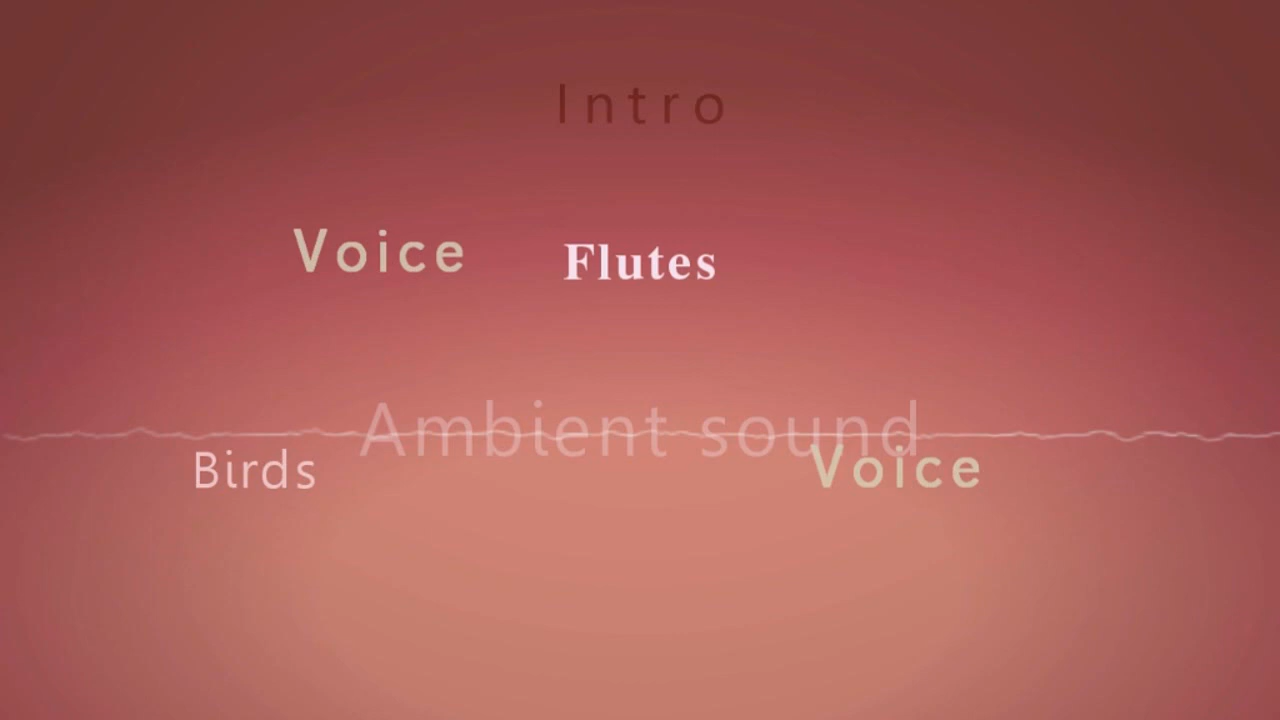 Intro
Voice
Flutes
Ambient sound
Birds
Voice